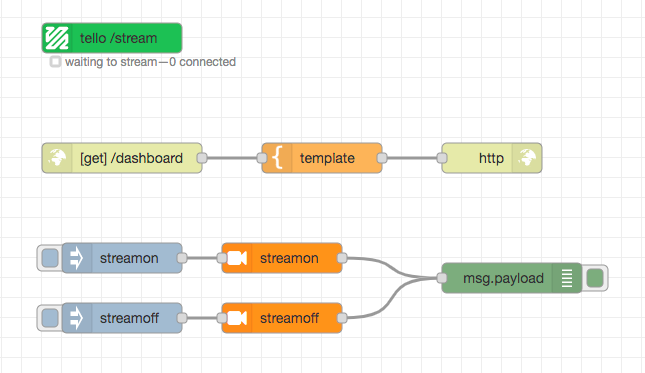 tello /stream
waiting to stream—0 connected
[get] /dashboard
template
http
streamon
streamon
msg.payload
streamoff
streamoff